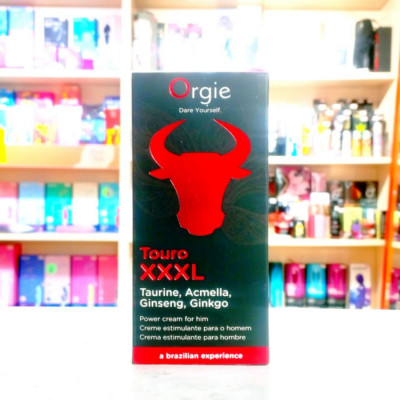 Orgie
Dare Yourself.
Touro
XXXL
Taurine, Acmella,
Ginseng, Ginkgo
Power cream for him
Creme estimulante para o homem
Crema estimulante para hombre
a brazilian experience